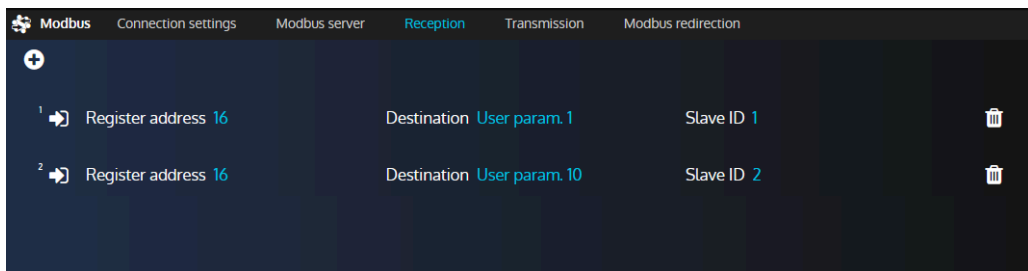 Modbus Connection settings Modbus server Reception Transmission Modbus redirection
1 Register address 16 Destination User param. 1 Slave ID 1
2 Register address 16 Destination User param. 10 Slave ID 2